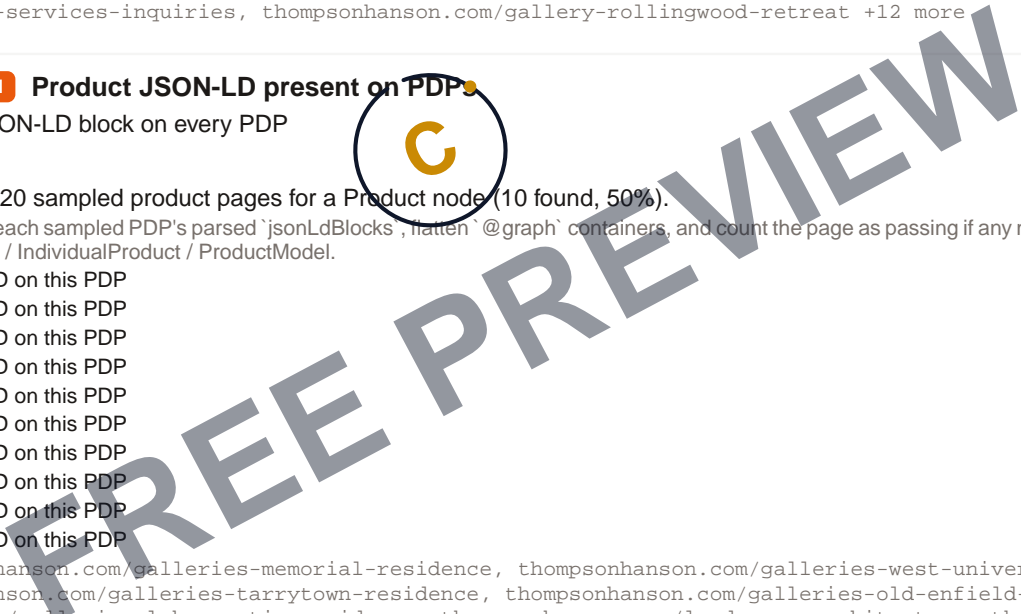 -services-inquiries, thompsonhanson.com/gallery-rollingwood-retreat +12 more
Product JSON-LD present on PDPs
ON-LD block on every PDP
C
20 sampled product pages for a Product node (10 found, 50%).
each sampled PDP's parsed `jsonLdBlocks`, flatten `@graph` containers, and count the page as passing if any
/ IndividualProduct / ProductModel.
D on this PDP
D on this PDP
D on this PDP
D on this PDP
D on this PDP
D on this PDP
D on this PDP
D on this PDP
D on this PDP
D on this PDP
hanson.com/galleries-memorial-residence, thompsonhanson.com/galleries-west-univer
nson.com/galleries-tarrytown-residence, thompsonhanson.com/galleries-old-enfield-
FREE PREVIEW